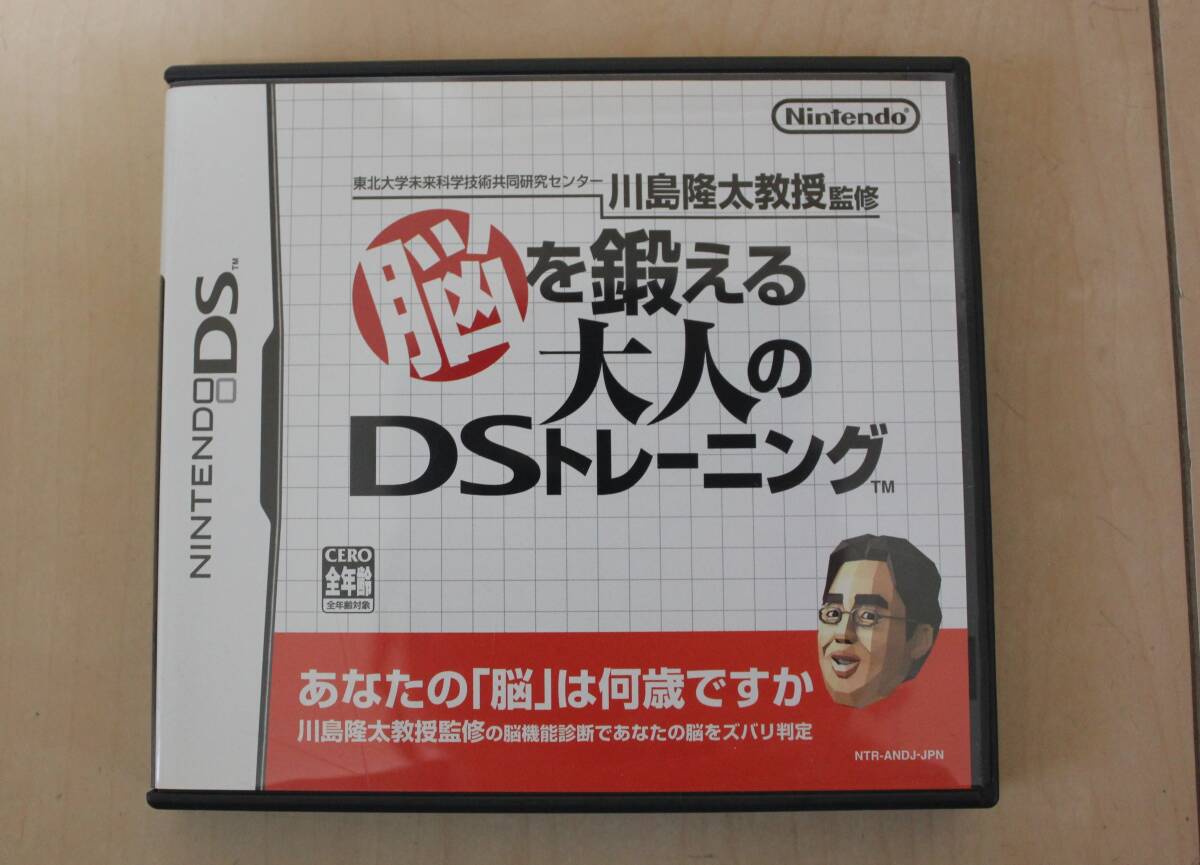 Nintendo®
東北大学未来科学技術共同研究センター 川島隆太教授監修
脳を鍛える
大人の
DSトレーニング™
NINTENDO DS™
CERO
全年齢
全年齢対象
あなたの「脳」は何歳ですか
川島隆太教授監修の脳機能診断であなたの脳をズバリ判定
NTR-ANDJ-JPN